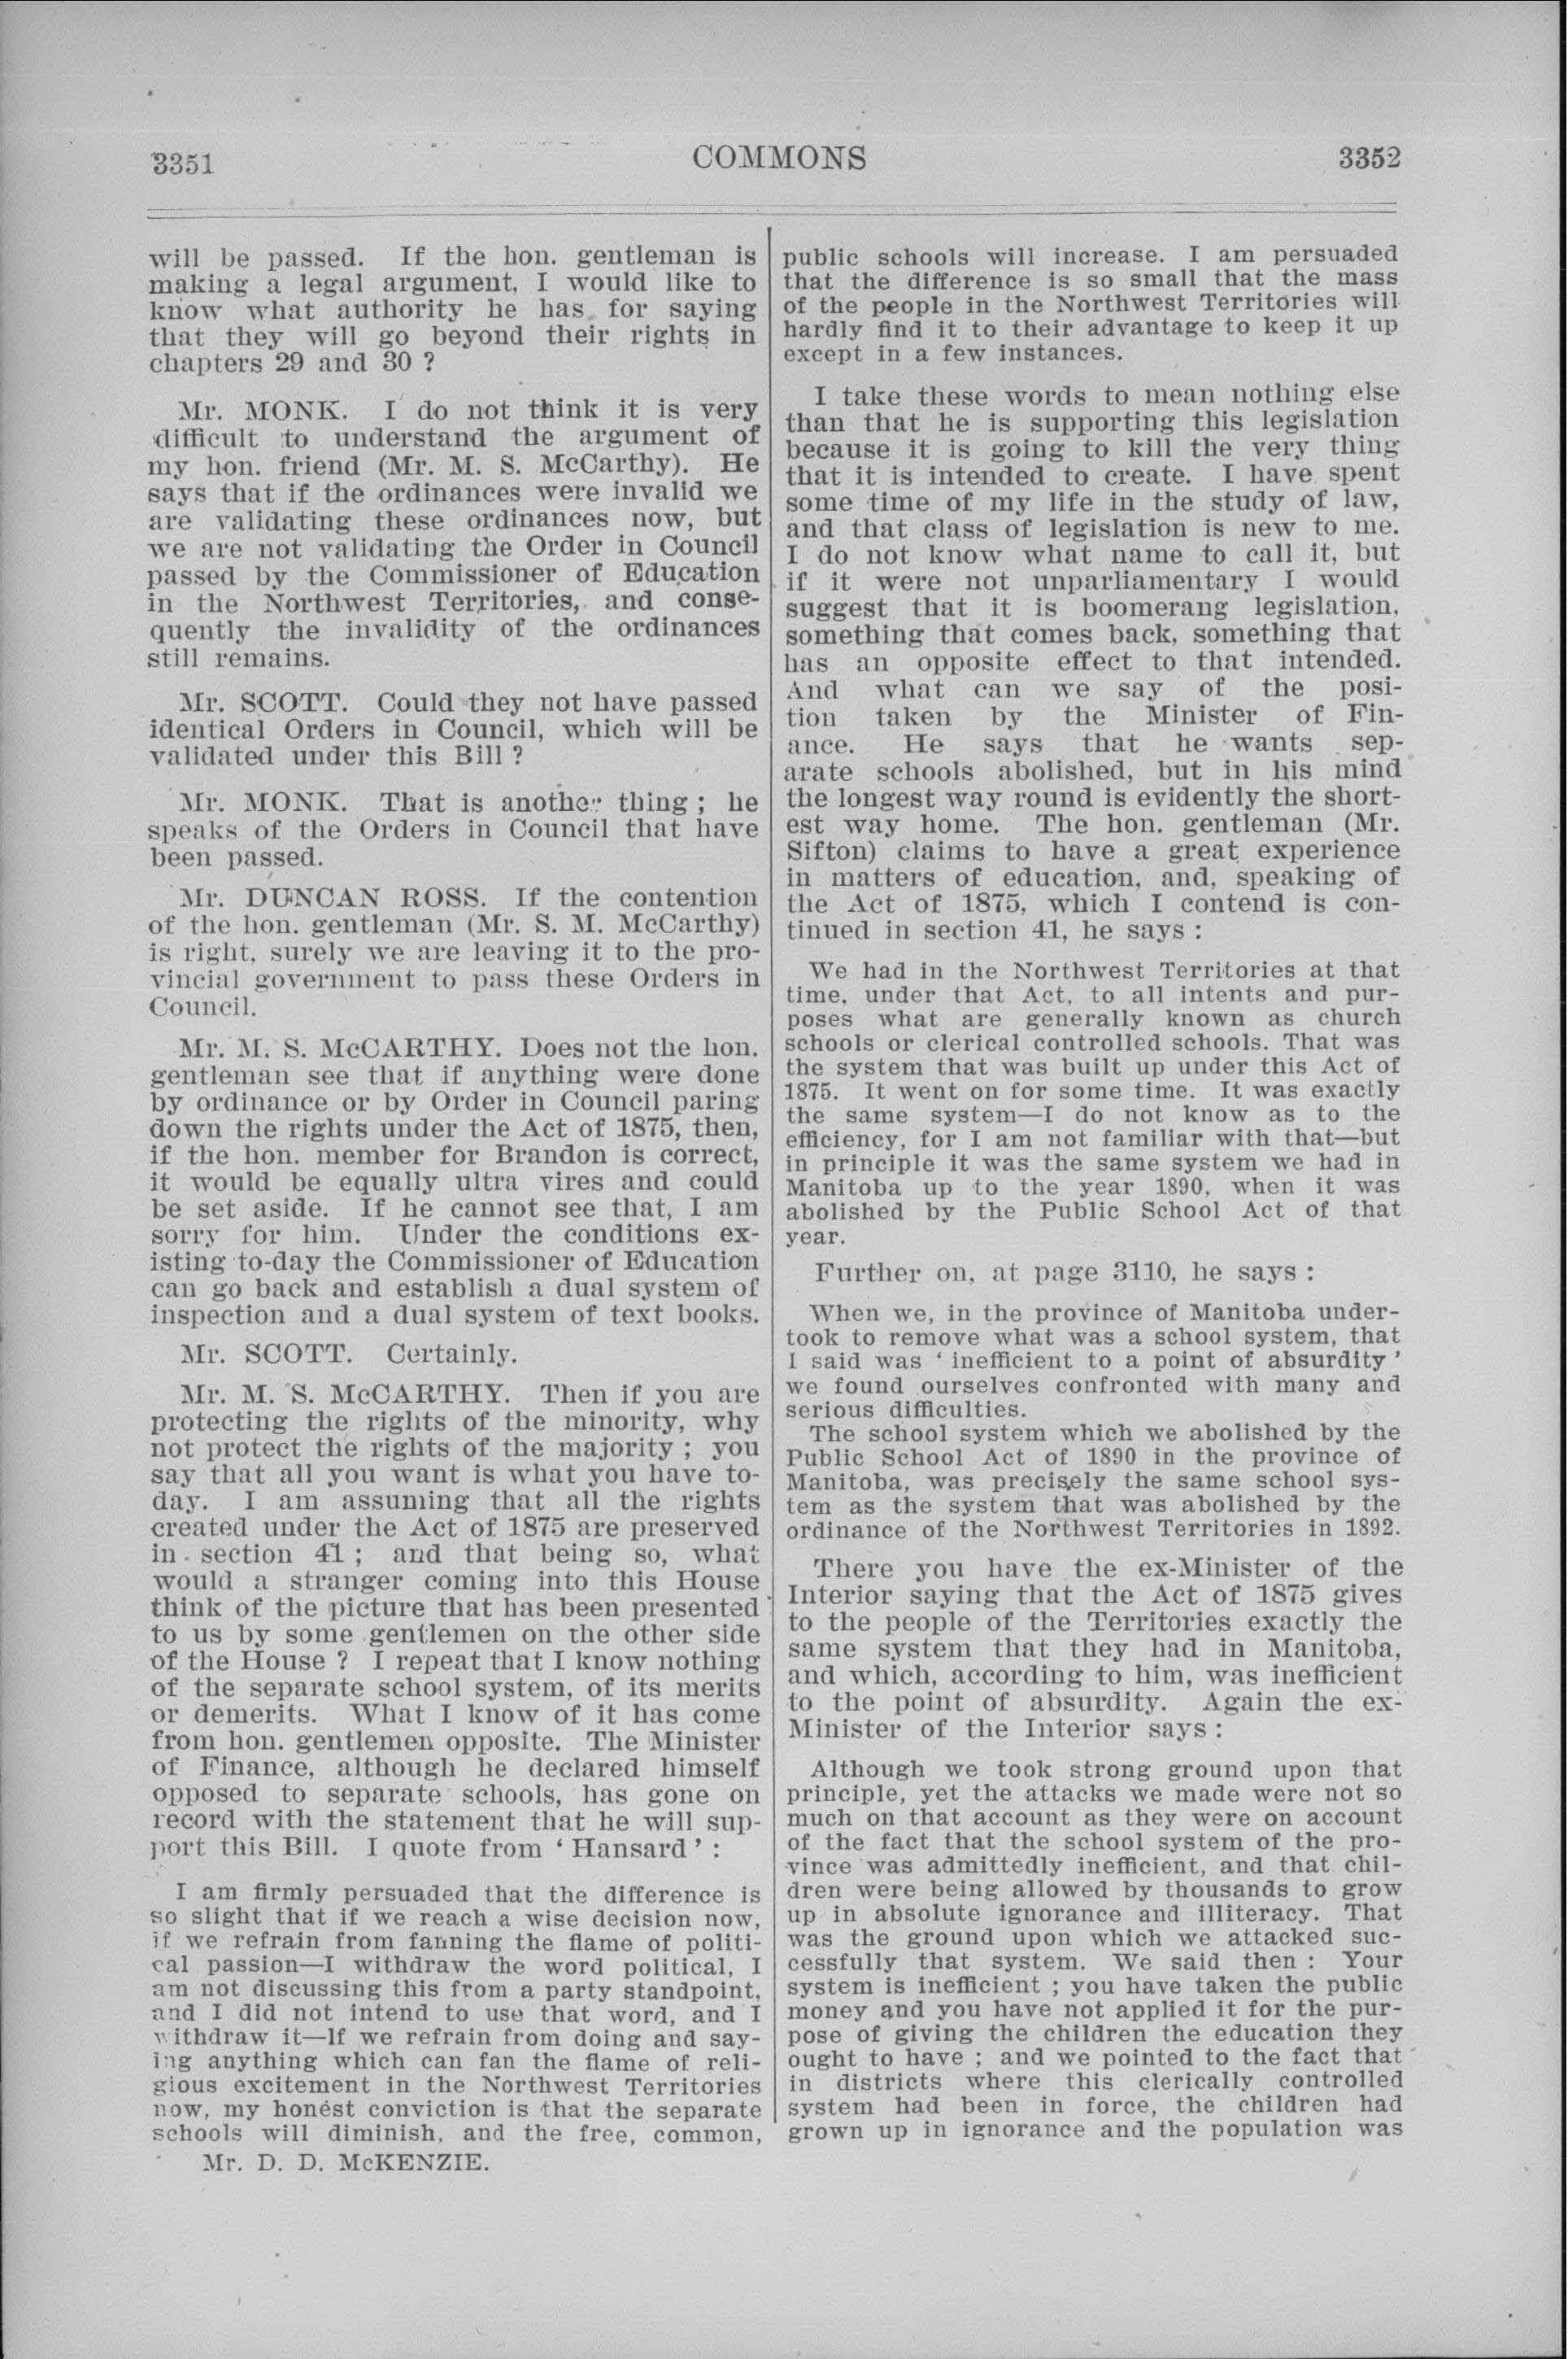 3351
COMMONS
3352
will be passed. If the hon. gentleman is
making a legal argument, I would like to
know what authority he has for saying
that they will go beyond their rights in
chapters 29 and 30 ?
Mr. MONK. I do not think it is very
difficult to understand the argument of
my hon. friend (Mr. M. S. McCarthy). He
says that if the ordinances were invalid we
are validating these ordinances now, but
we are not validating the Order in Council
passed by the Commissioner of Education
in the Northwest Territories, and conse-
quently the invalidity of the ordinances
still remains.
Mr. SCOTT. Could they not have passed
identical Orders in Council, which will be
validated under this Bill ?
Mr. MONK. That is another thing ; he
speaks of the Orders in Council that have
been passed.
Mr. DUNCAN ROSS. If the contention
of the hon. gentleman (Mr. S. M. McCarthy)
is right, surely we are leaving it to the pro-
vincial government to pass these Orders in
Council.
Mr. M. S. McCARTHY. Does not the hon.
gentleman see that if anything were done
by ordinance or by Order in Council paring
down the rights under the Act of 1875, then,
if the hon. member for Brandon is correct,
it would be equally ultra vires and could
be set aside. If he cannot see that, I am
sorry for him. Under the conditions ex-
isting to-day the Commissioner of Education
can go back and establish a dual system of
inspection and a dual system of text books.
Mr. SCOTT. Certainly.
Mr. M. S. McCARTHY. Then if you are
protecting the rights of the minority, why
not protect the rights of the majority ; you
say that all you want is what you have to-
day. I am assuming that all the rights
created under the Act of 1875 are preserved
in section 41 ; and that being so, what
would a stranger coming into this House
think of the picture that has been presented
to us by some gentlemen on the other side
of the House ? I repeat that I know nothing
of the separate school system, of its merits
or demerits. What I know of it has come
from hon. gentlemen opposite. The Minister
of Finance, although he declared himself
opposed to separate schools, has gone on
record with the statement that he will sup-
port this Bill. I quote from ‘ Hansard ’ :
I am firmly persuaded that the difference is
so slight that if we reach a wise decision now,
if we refrain from fanning the flame of politi-
cal passion—I withdraw the word political, I
am not discussing this from a party standpoint,
and I did not intend to use that word, and I
withdraw it—If we refrain from doing and say-
ing anything which can fan the flame of reli-
gious excitement in the Northwest Territories
now, my honest conviction is that the separate
schools will diminish, and the free, common,
Mr. D. D. McKENZIE.
public schools will increase. I am persuaded
that the difference is so small that the mass
of the people in the Northwest Territories will
hardly find it to their advantage to keep it up
except in a few instances.
I take these words to mean nothing else
than that he is supporting this legislation
because it is going to kill the very thing
that it is intended to create. I have spent
some time of my life in the study of law,
and that class of legislation is new to me.
I do not know what name to call it, but
if it were not unparliamentary I would
suggest that it is boomerang legislation,
something that comes back, something that
has an opposite effect to that intended.
And what can we say of the posi-
tion taken by the Minister of Fin-
ance. He says that he wants sep-
arate schools abolished, but in his mind
the longest way round is evidently the short-
est way home. The hon. gentleman (Mr.
Sifton) claims to have a great experience
in matters of education, and, speaking of
the Act of 1875, which I contend is con-
tinued in section 41, he says :
We had in the Northwest Territories at that
time, under that Act, to all intents and pur-
poses what are generally known as church
schools or clerical controlled schools. That was
the system that was built up under this Act of
1875. It went on for some time. It was exactly
the same system—I do not know as to the
efficiency, for I am not familiar with that—but
in principle it was the same system we had in
Manitoba up to the year 1890, when it was
abolished by the Public School Act of that
year.
Further on, at page 3110, he says :
When we, in the province of Manitoba under-
took to remove what was a school system, that
I said was ‘ inefficient to a point of absurdity ’
we found ourselves confronted with many and
serious difficulties.
The school system which we abolished by the
Public School Act of 1890 in the province of
Manitoba, was precisely the same school sys-
tem as the system that was abolished by the
ordinance of the Northwest Territories in 1892.
There you have the ex-Minister of the
Interior saying that the Act of 1875 gives
to the people of the Territories exactly the
same system that they had in Manitoba,
and which, according to him, was inefficient
to the point of absurdity. Again the ex-
Minister of the Interior says :
Although we took strong ground upon that
principle, yet the attacks we made were not so
much on that account as they were on account
of the fact that the school system of the pro-
vince was admittedly inefficient, and that chil-
dren were being allowed by thousands to grow
up in absolute ignorance and illiteracy. That
was the ground upon which we attacked suc-
cessfully that system. We said then : Your
system is inefficient ; you have taken the public
money and you have not applied it for the pur-
pose of giving the children the education they
ought to have ; and we pointed to the fact that
in districts where this clerically controlled
system had been in force, the children had
grown up in ignorance and the population was